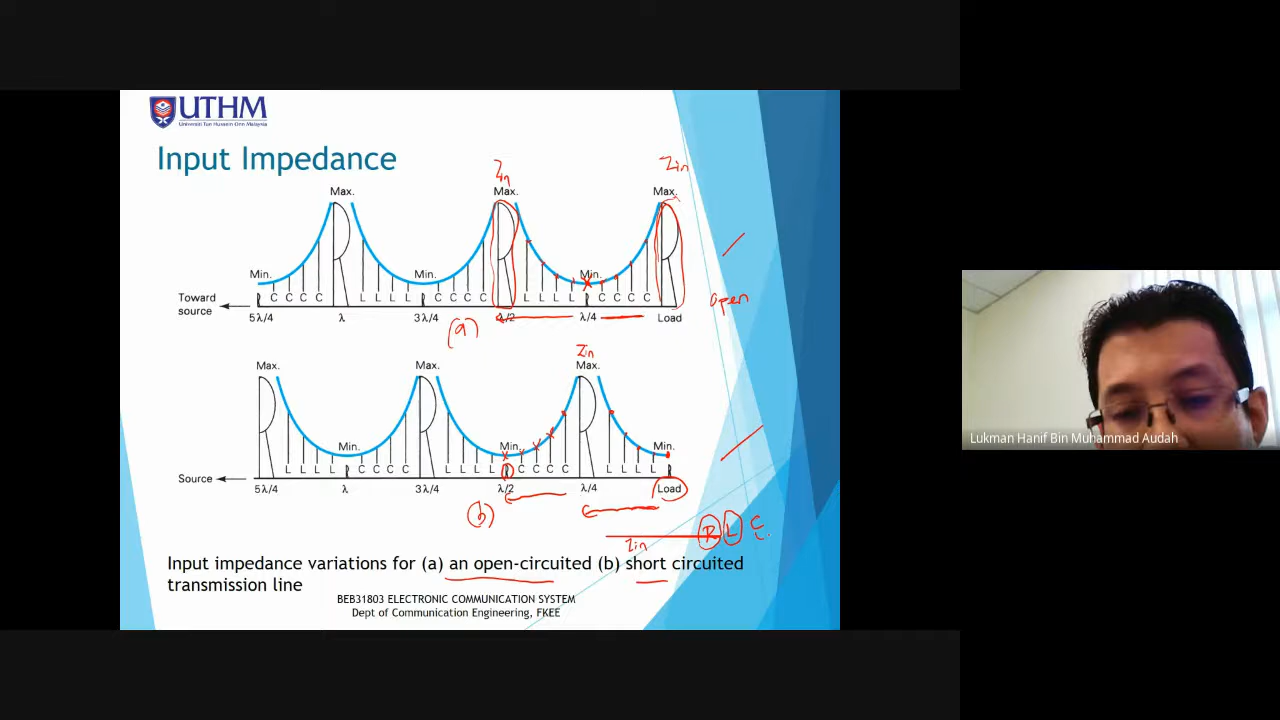 UTHM
Universiti Tun Hussein Onn Malaysia
Input Impedance
Zin Zin
Max. Max. Max.
Min. Min. Min.
C C C C L L L L C C C C L L L L C C C C
Toward
source
5λ/4 λ 3λ/4 λ/2 λ/4 Load
open
(a)
Zin
Max. Max. Max.
Min. Min. Min.
L L L L C C C C L L L L C C C C L L L L
Source
5λ/4 λ 3λ/4 λ/2 λ/4 Load
(b)
R L C
Zin
Input impedance variations for (a) an open-circuited (b) short circuited
transmission line
BEB31803 ELECTRONIC COMMUNICATION SYSTEM
Dept of Communication Engineering, FKEE
Lukman Hanif Bin Muhammad Audah